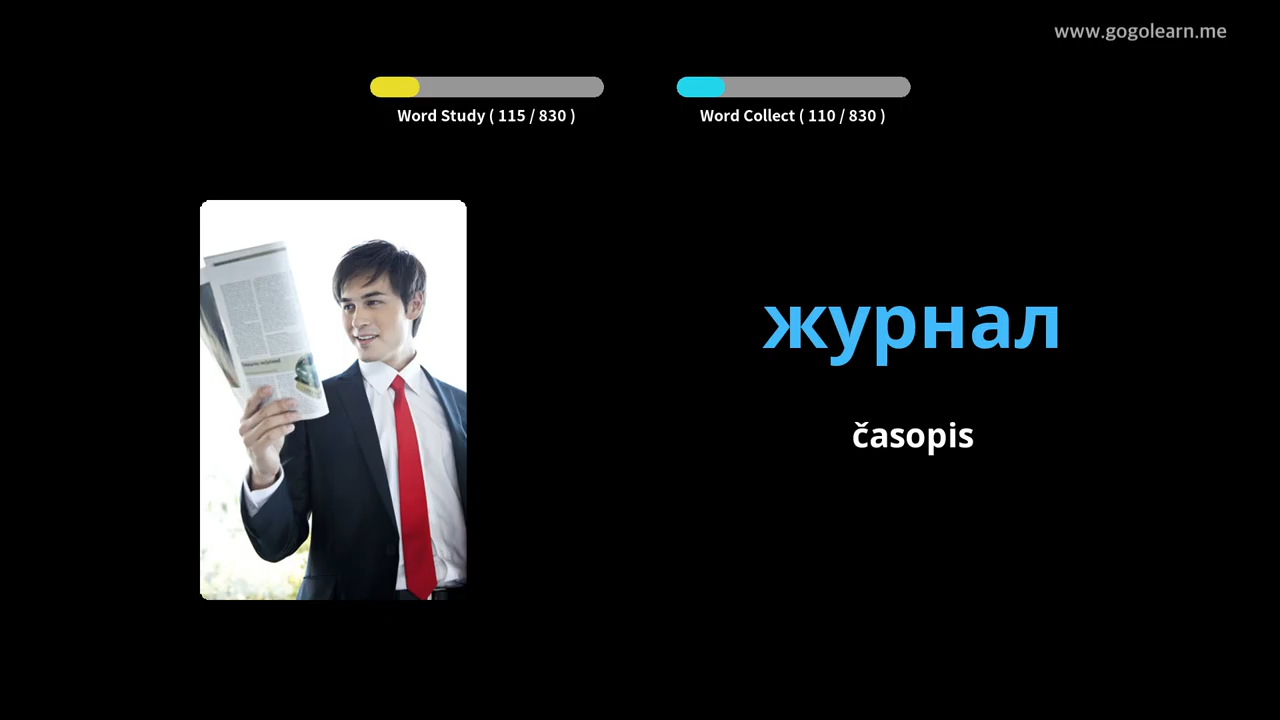 www.gogolearn.me
Word Study ( 115 / 830 )
Word Collect ( 110 / 830 )
журнал
časopis